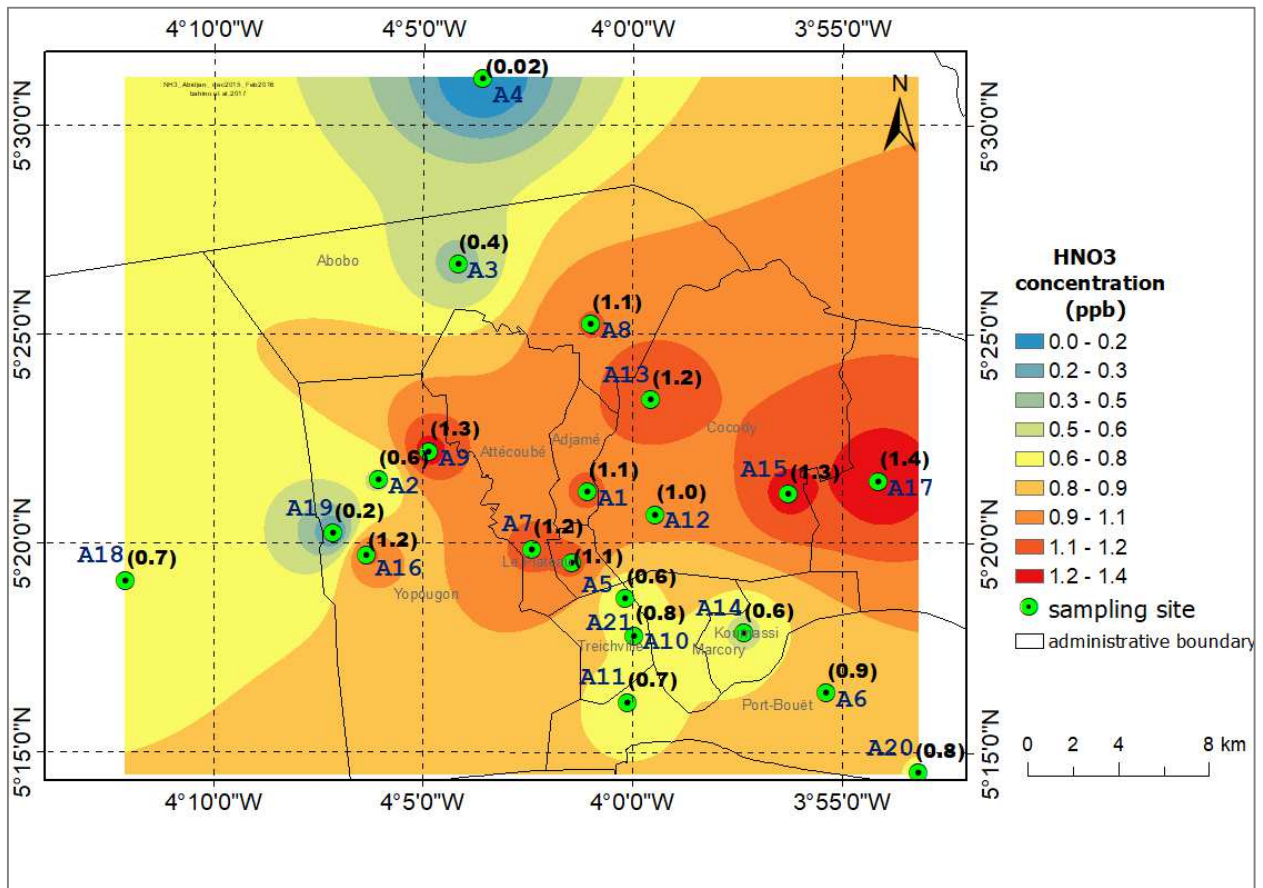 4°10'0"W 4°5'0"W 4°0'0"W 3°55'0"W
5°30'0"N
5°25'0"N
5°20'0"N
5°15'0"N
(0.02)
A4
N
5°30'0"N
(0.4)
Abobo
A3
(1.1)
A8
5°25'0"N
A13 (1.2)
Cocody
(1.3)
Attécoubé
Adjamé
A9
(0.6)
A2
A15 (1.3)
(1.4)
A17
(1.1)
A1
(1.0)
A12
A19 (0.2)
A7 (1.2)
5°20'0"N
A18 (0.7)
(1.2)
A16
Le Plateau
(1.1)
A5
Yopougon
(0.6)
A21
(0.8)
A10
A14 (0.6)
Koumassi
Treichville
Marcory
A11 (0.7)
(0.9)
A6
Port-Bouët
A20 (0.8)
5°15'0"N
4°10'0"W 4°5'0"W 4°0'0"W 3°55'0"W
HNO3
concentration
(ppb)
0.0 - 0.2
0.2 - 0.3
0.3 - 0.5
0.5 - 0.6
0.6 - 0.8
0.8 - 0.9
0.9 - 1.1
1.1 - 1.2
1.2 - 1.4
sampling site
administrative boundary
0 2 4 8 km